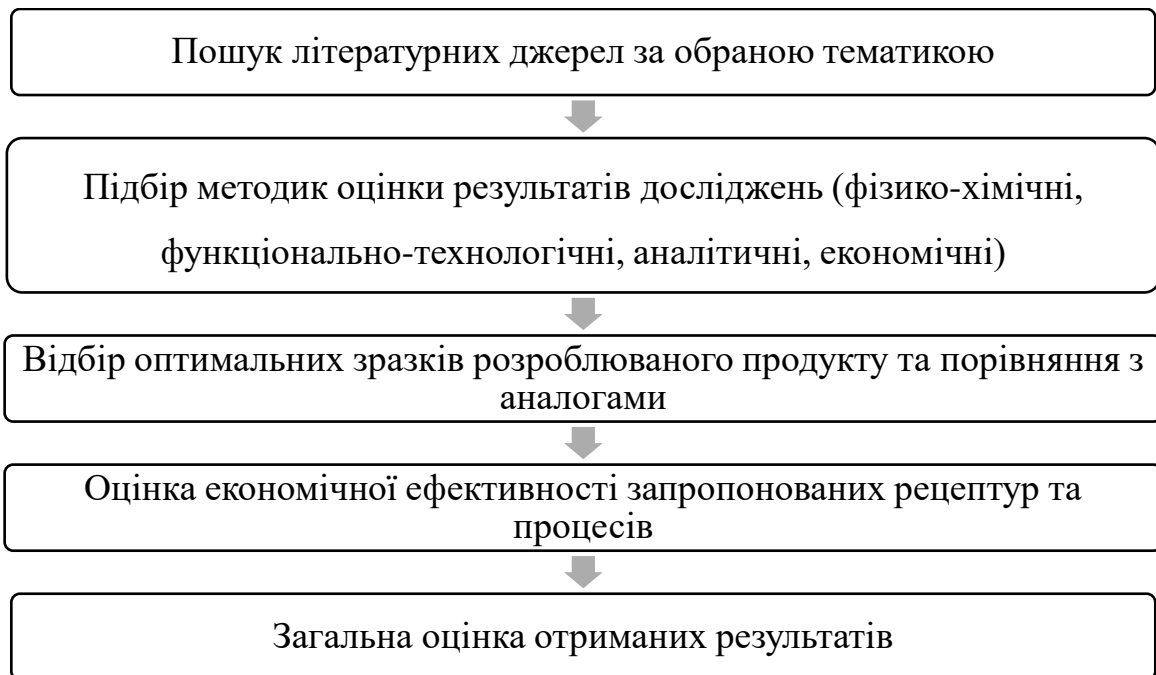 Пошук літературних джерел за обраною тематикою
Підбір методик оцінки результатів досліджень (фізико-хімічні,
функціонально-технологічні, аналітичні, економічні)
Відбір оптимальних зразків розроблюваного продукту та порівняння з
аналогами
Оцінка економічної ефективності запропонованих рецептур та
процесів
Загальна оцінка отриманих результатів